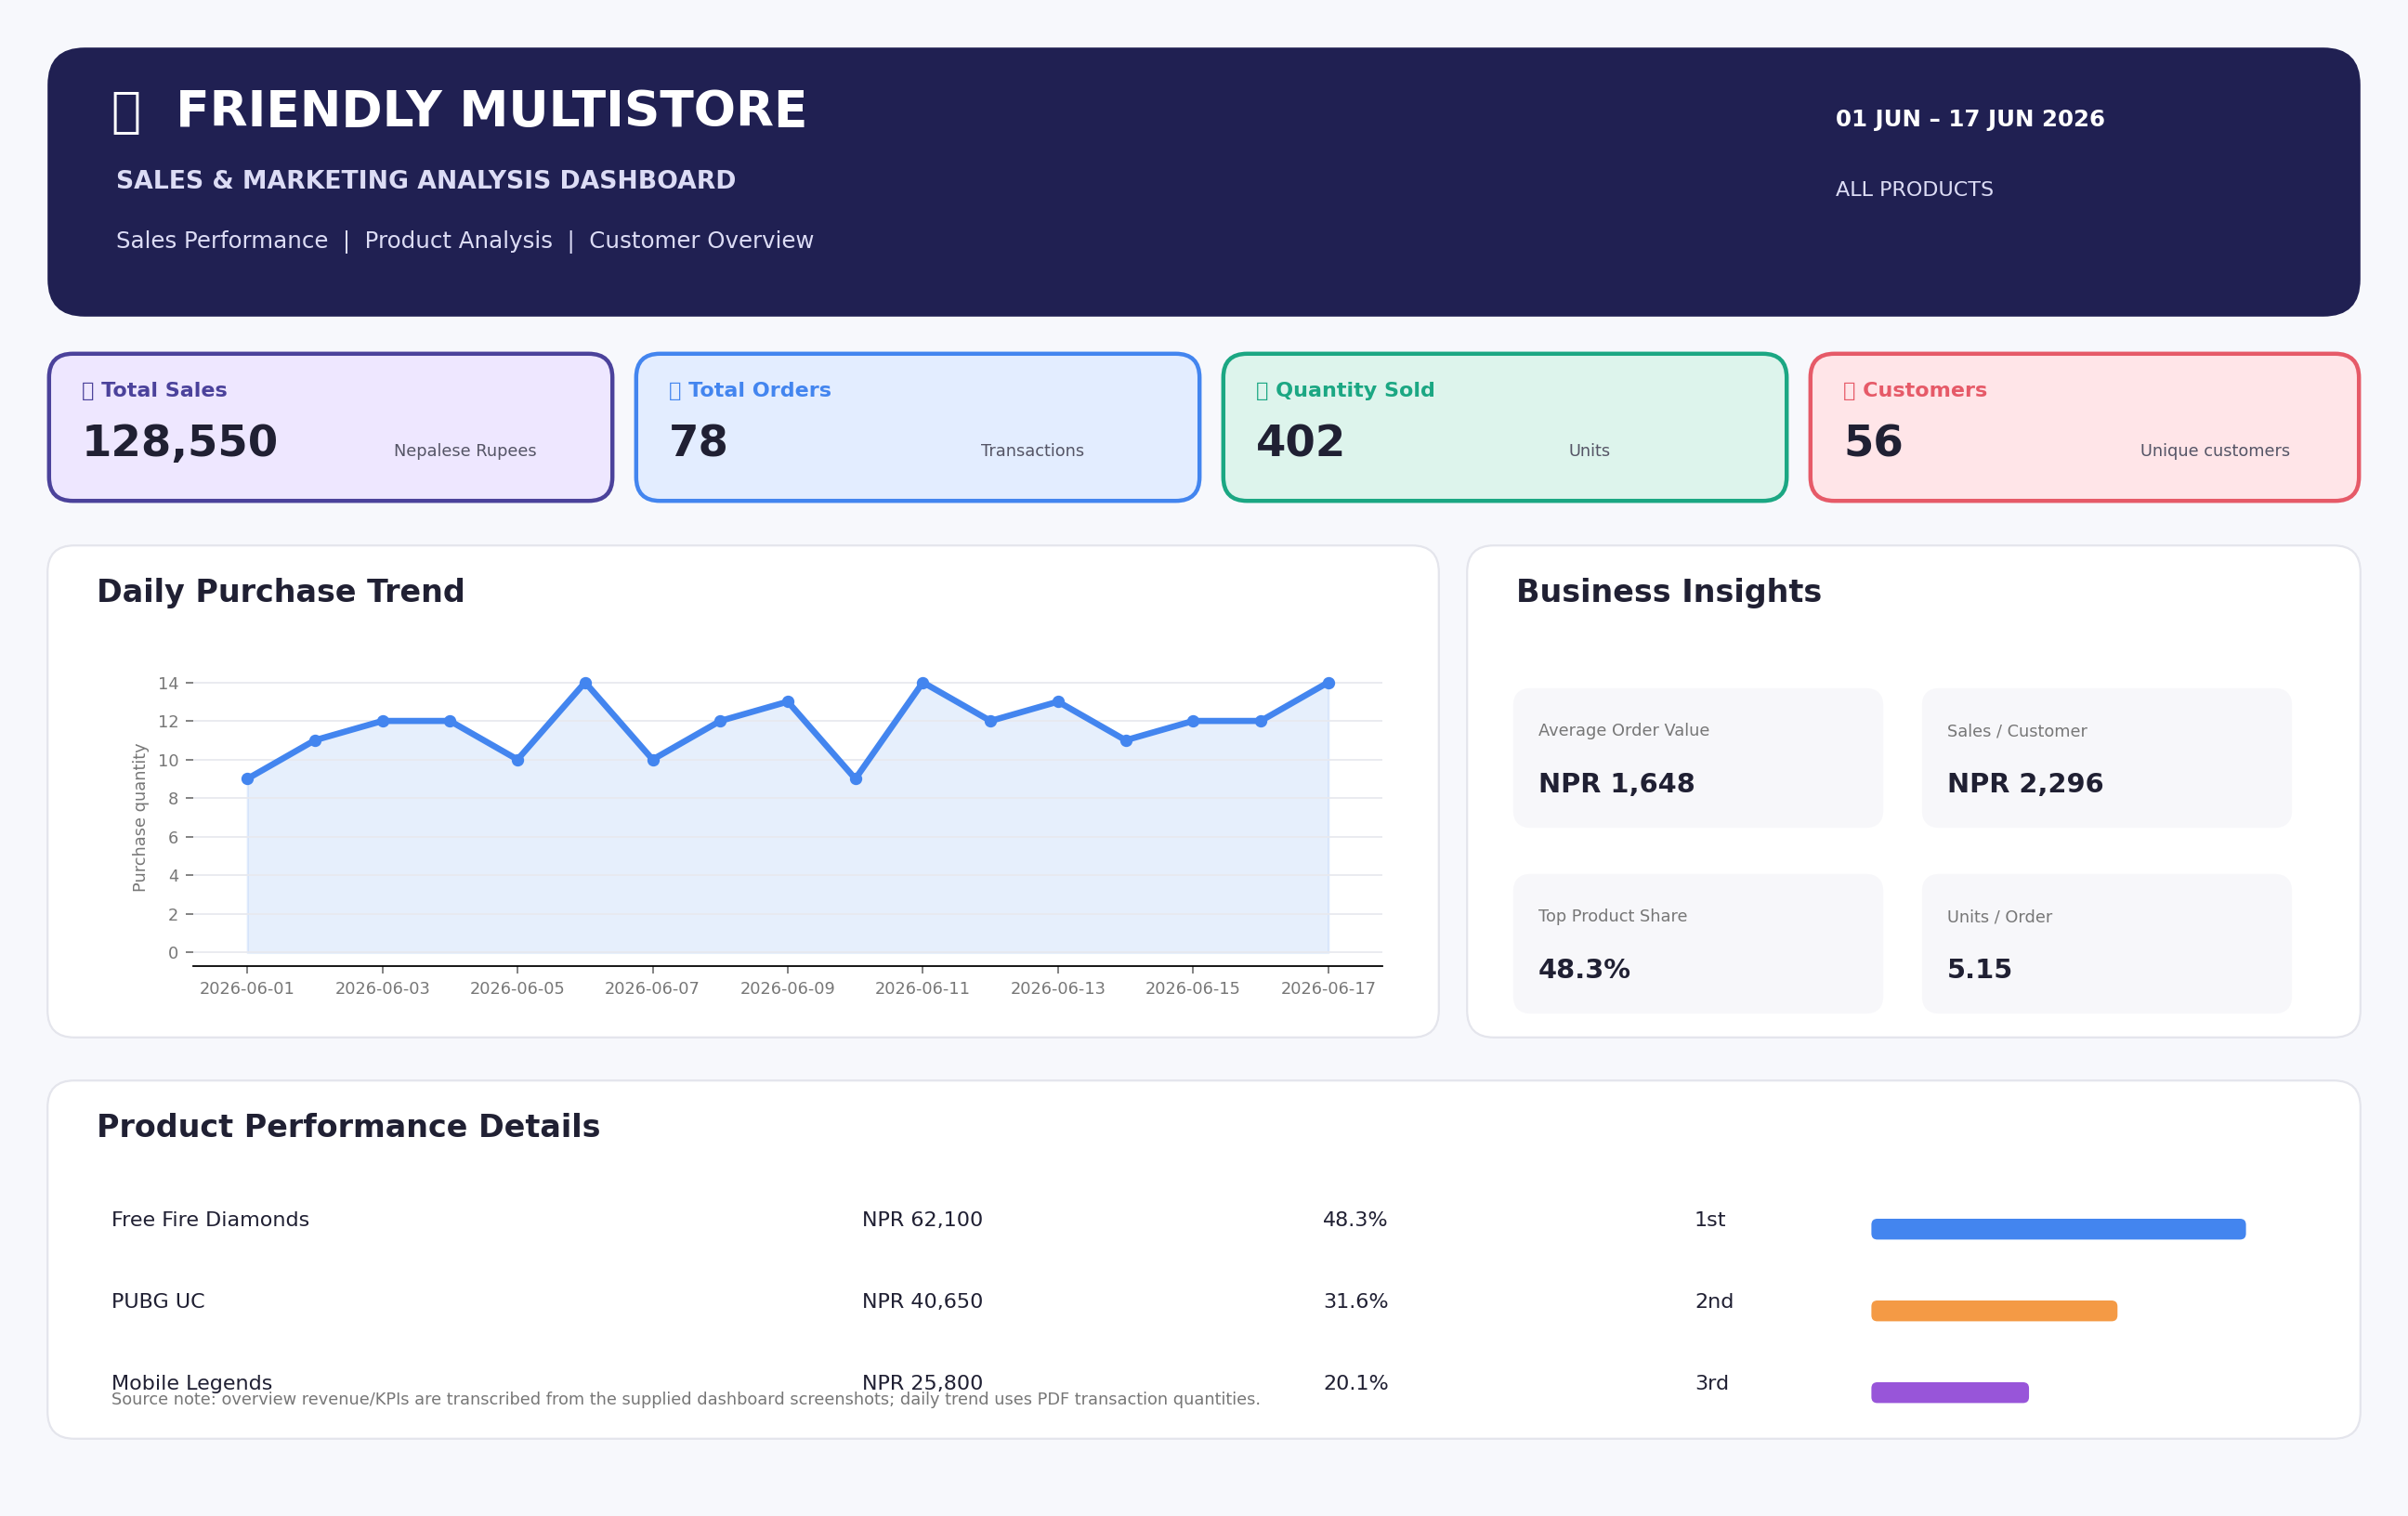 FRIENDLY MULTISTORE
SALES & MARKETING ANALYSIS DASHBOARD
Sales Performance | Product Analysis | Customer Overview
01 JUN – 17 JUN 2026
ALL PRODUCTS
Total Sales
128,550 Nepalese Rupees
Total Orders
78 Transactions
Quantity Sold
402 Units
Customers
56 Unique customers
Daily Purchase Trend
Purchase quantity
14
12
10
8
6
4
2
0
2026-06-01 2026-06-03 2026-06-05 2026-06-07 2026-06-09 2026-06-11 2026-06-13 2026-06-15 2026-06-17
Business Insights
Average Order Value
NPR 1,648
Sales / Customer
NPR 2,296
Top Product Share
48.3%
Units / Order
5.15
Product Performance Details
Free Fire Diamonds NPR 62,100 48.3% 1st
PUBG UC NPR 40,650 31.6% 2nd
Mobile Legends NPR 25,800 20.1% 3rd
Source note: overview revenue/KPIs are transcribed from the supplied dashboard screenshots; daily trend uses PDF transaction quantities.